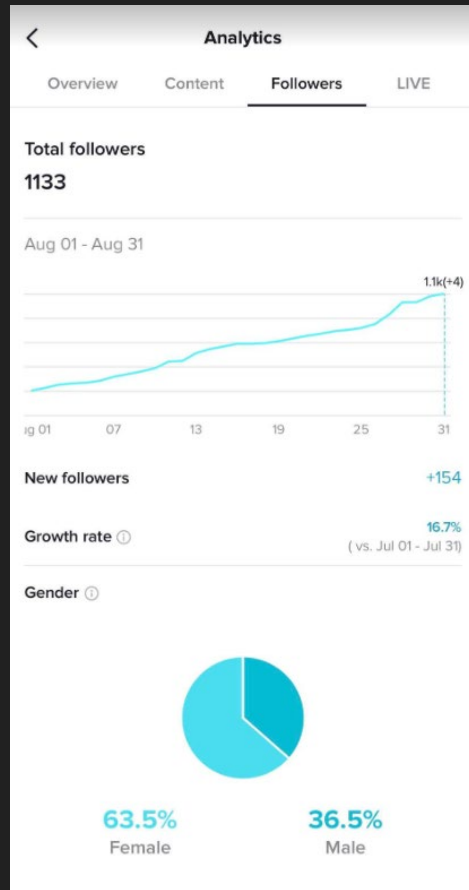 Analytics
Overview Content Followers LIVE
Total followers
1133
Aug 01 - Aug 31
1.1k(+4)
ug 01 07 13 19 25 31
New followers +154
Growth rate 16.7%
( vs. Jul 01 - Jul 31)
Gender
63.5% 36.5%
Female Male